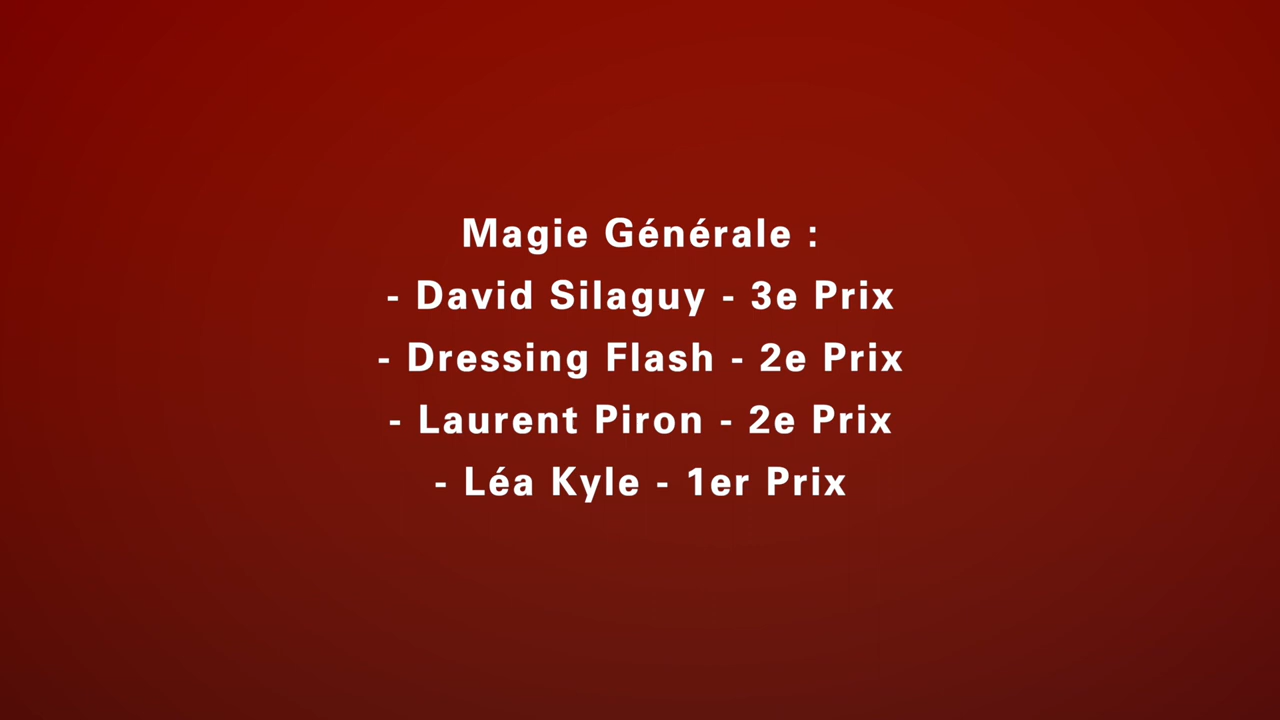 Magie Générale :
- David Silaguy - 3e Prix
- Dressing Flash - 2e Prix
- Laurent Piron - 2e Prix
- Léa Kyle - 1er Prix